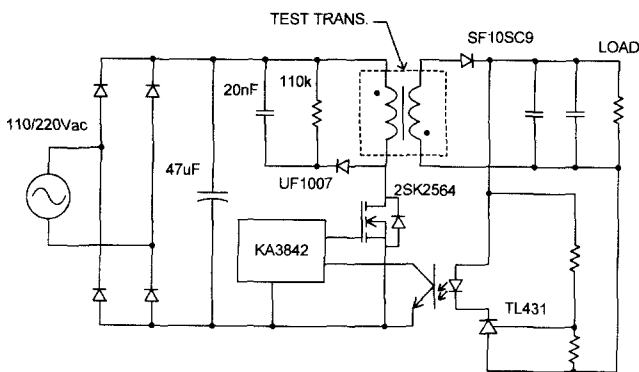 TEST TRANS.
SF10SC9
LOAD
20nF
110k
110/220Vac
47uF
UF1007
2SK2564
KA3842
TL431